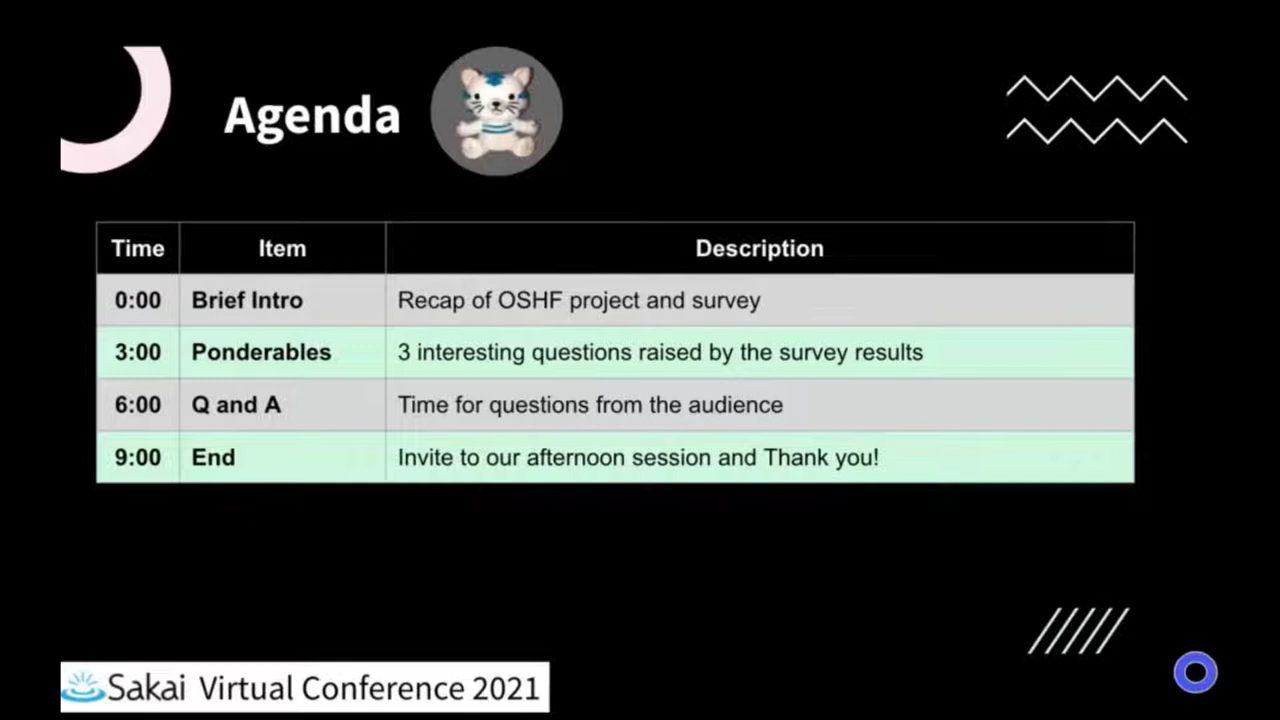 Agenda
Time Item Description
0:00 Brief Intro Recap of OSHF project and survey
3:00 Ponderables 3 interesting questions raised by the survey results
6:00 Q and A Time for questions from the audience
9:00 End Invite to our afternoon session and Thank you!
Sakai Virtual Conference 2021